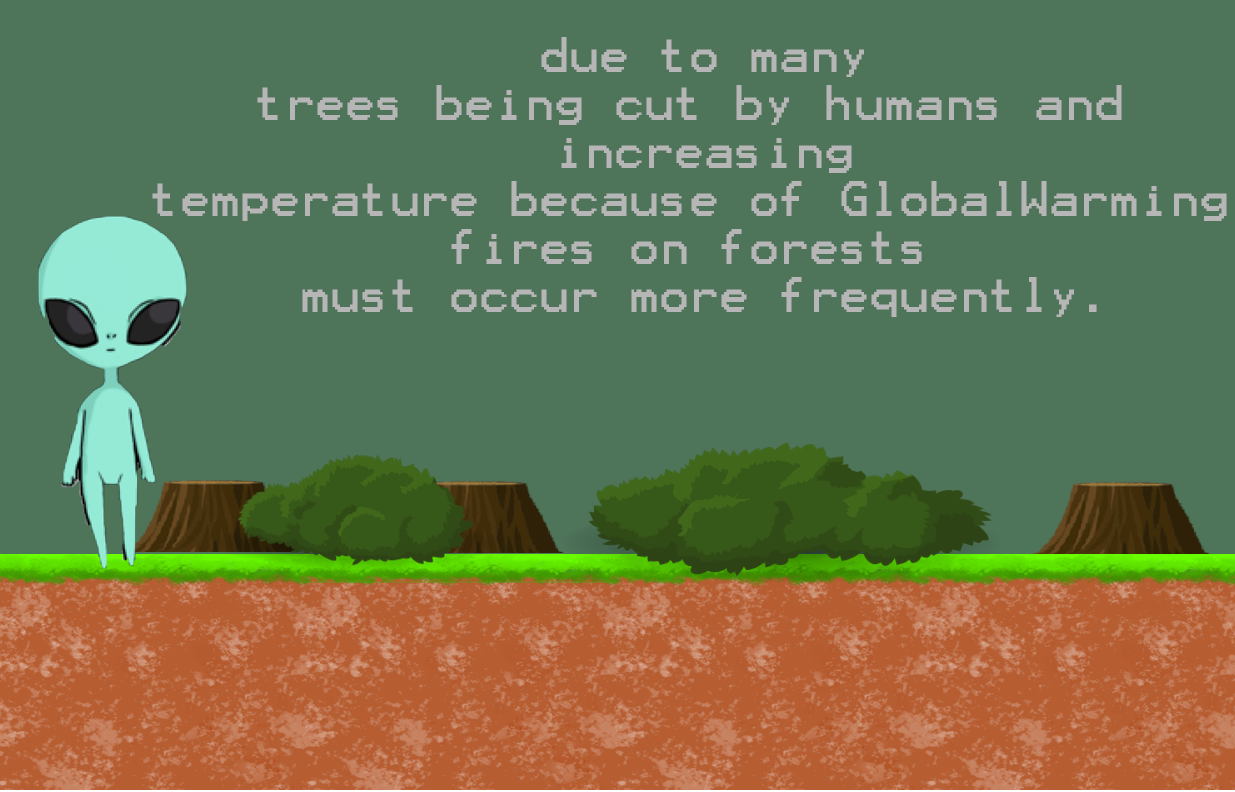 due to many
trees being cut by humans and
increasing
temperature because of GlobalWarming
fires on forests
must occur more frequently.